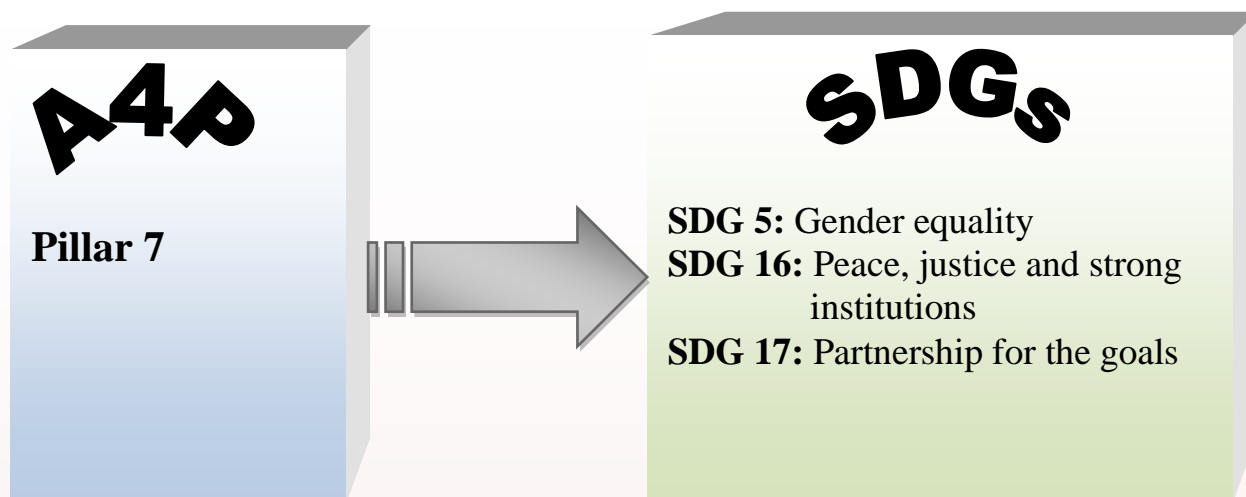 A4P
Pillar 7
SDGs
SDG 5: Gender equality
SDG 16: Peace, justice and strong
institutions
SDG 17: Partnership for the goals